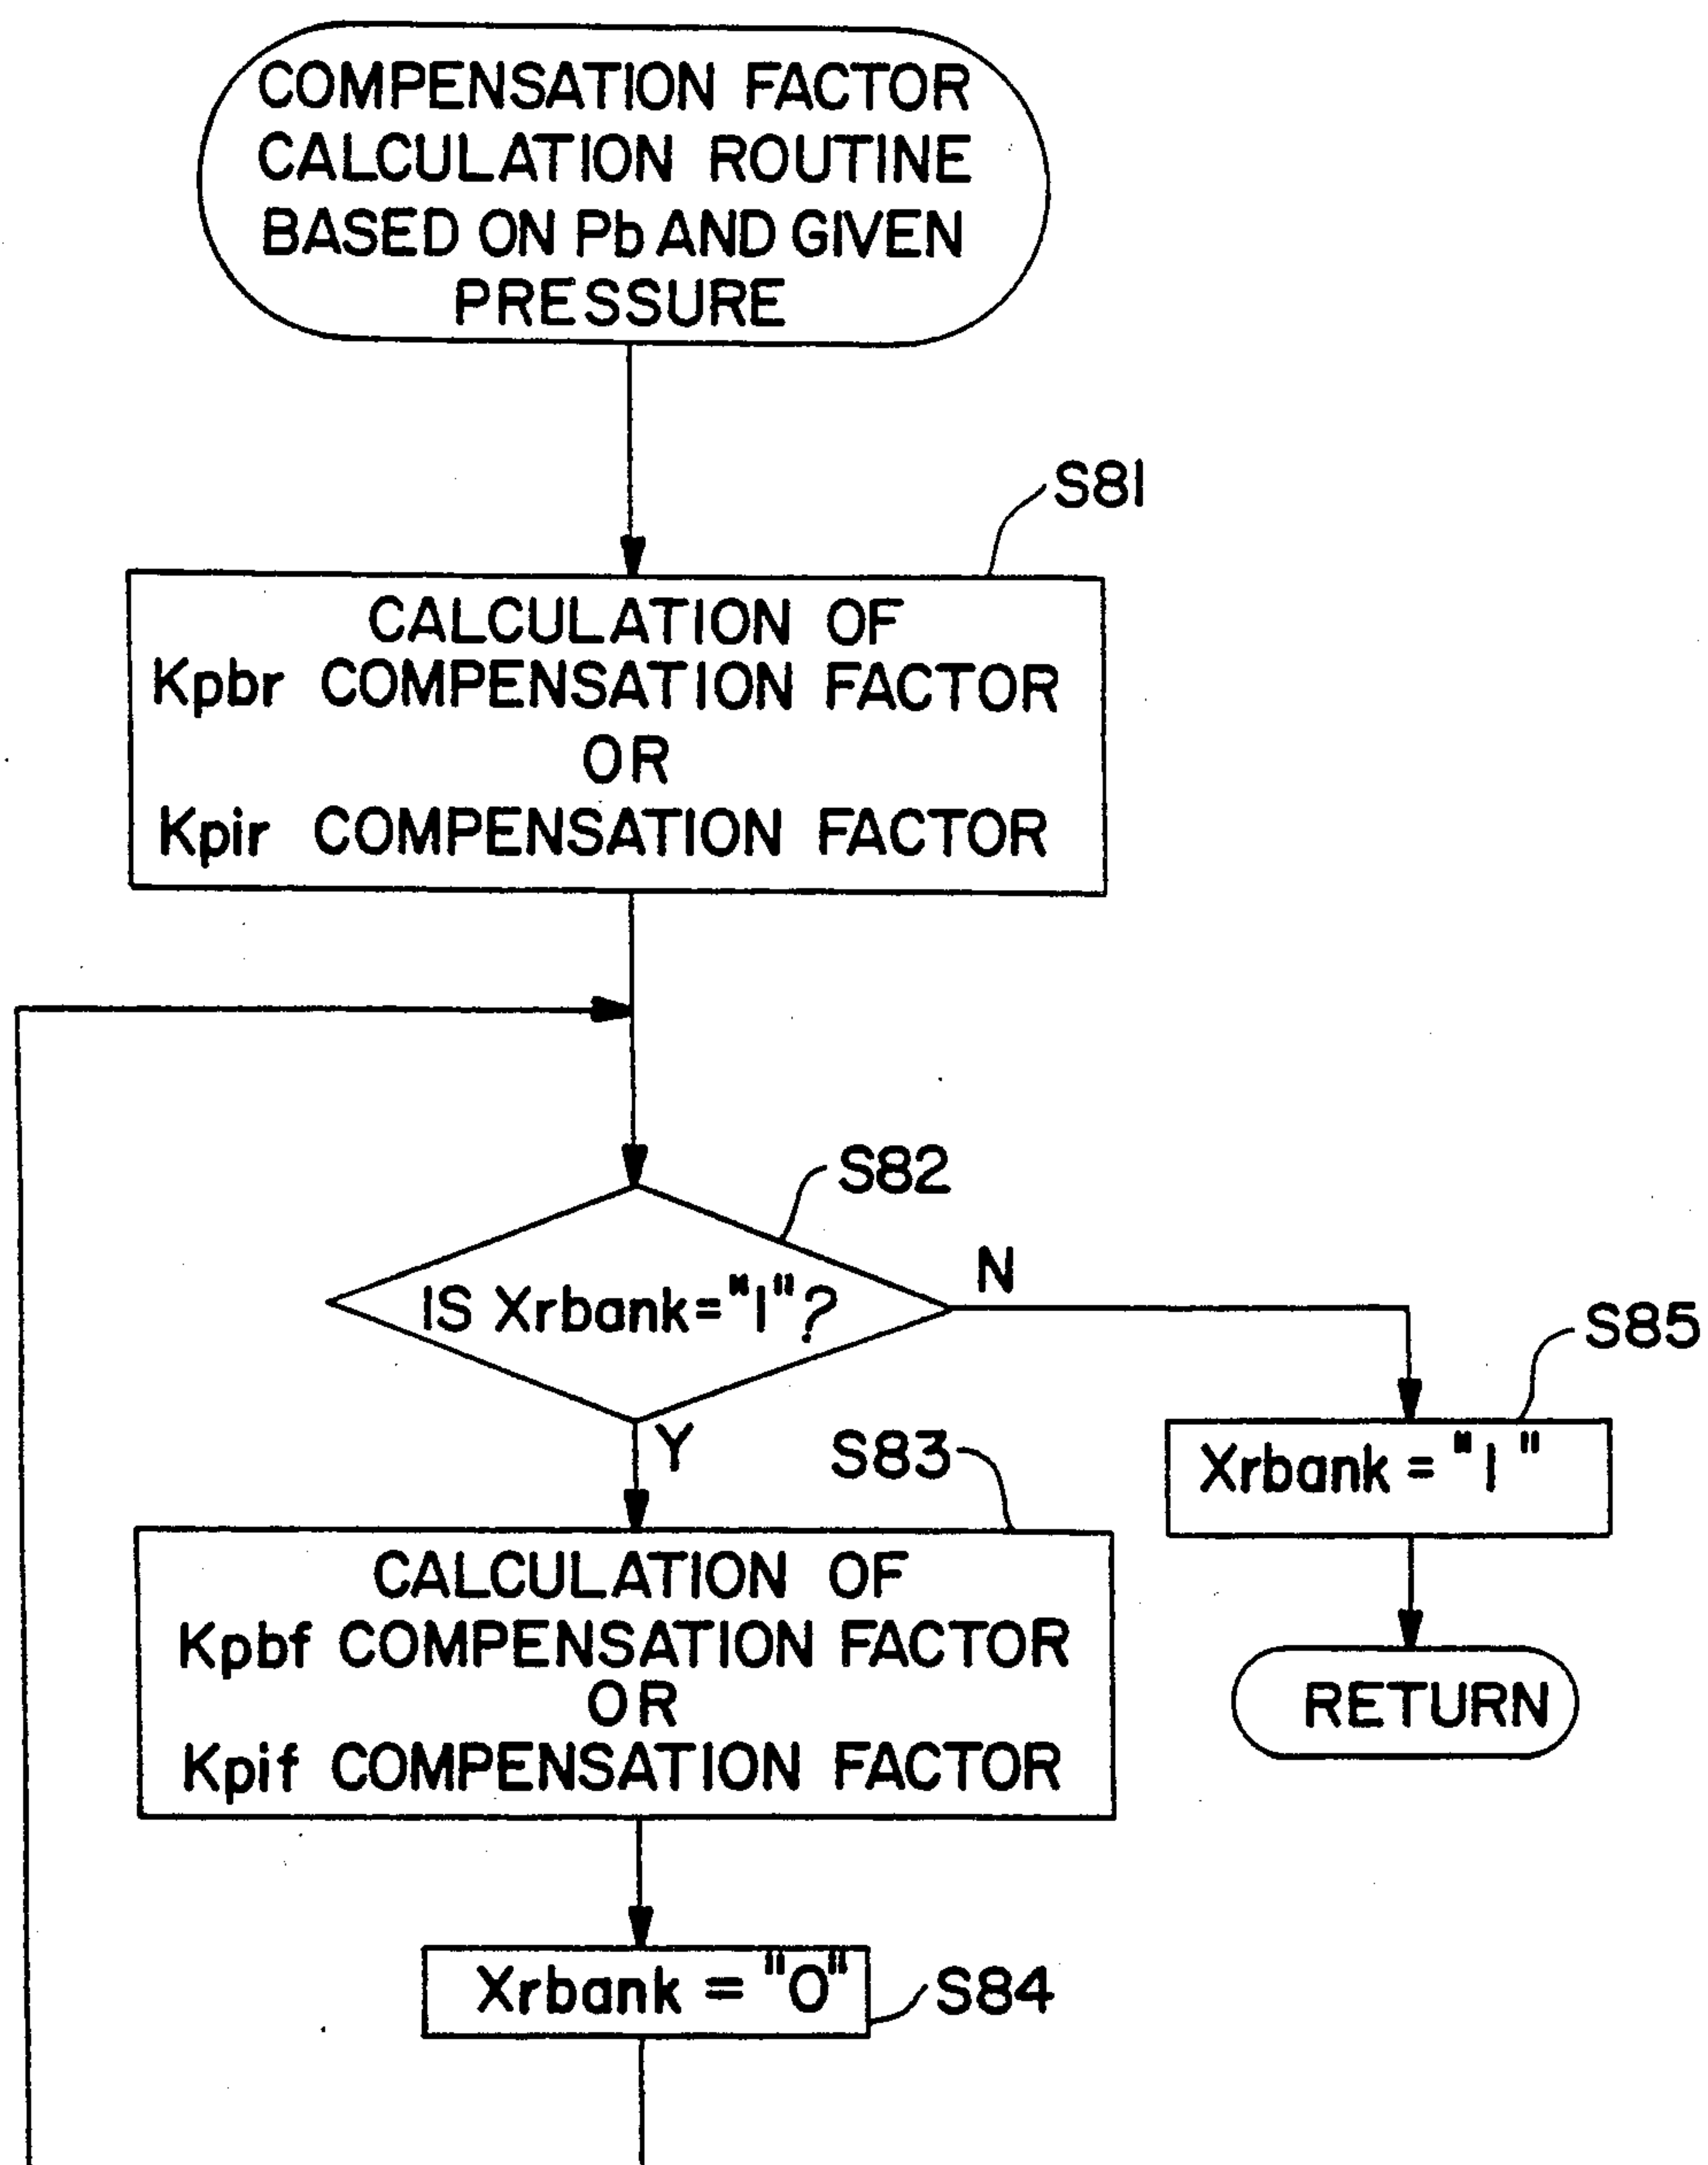 COMPENSATION FACTOR
CALCULATION ROUTINE
BASED ON Pb AND GIVEN
PRESSURE
S81
CALCULATION OF
Kpbr COMPENSATION FACTOR
OR
Kpir COMPENSATION FACTOR
S82
IS Xrbank="1"?
N
S85
Y
Xrbank = "1"
S83
CALCULATION OF
Kpbf COMPENSATION FACTOR
OR
Kpif COMPENSATION FACTOR
RETURN
Xrbank = "0"
S84